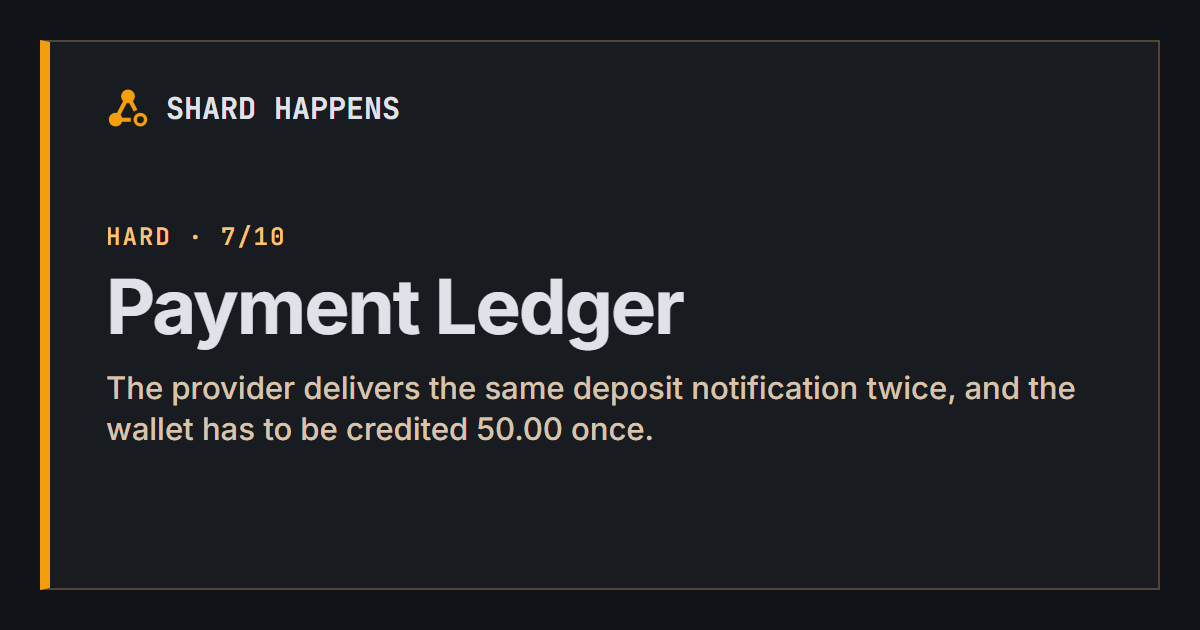 SHARD HAPPENS
HARD · 7/10
Payment Ledger
The provider delivers the same deposit notification twice, and the
wallet has to be credited 50.00 once.